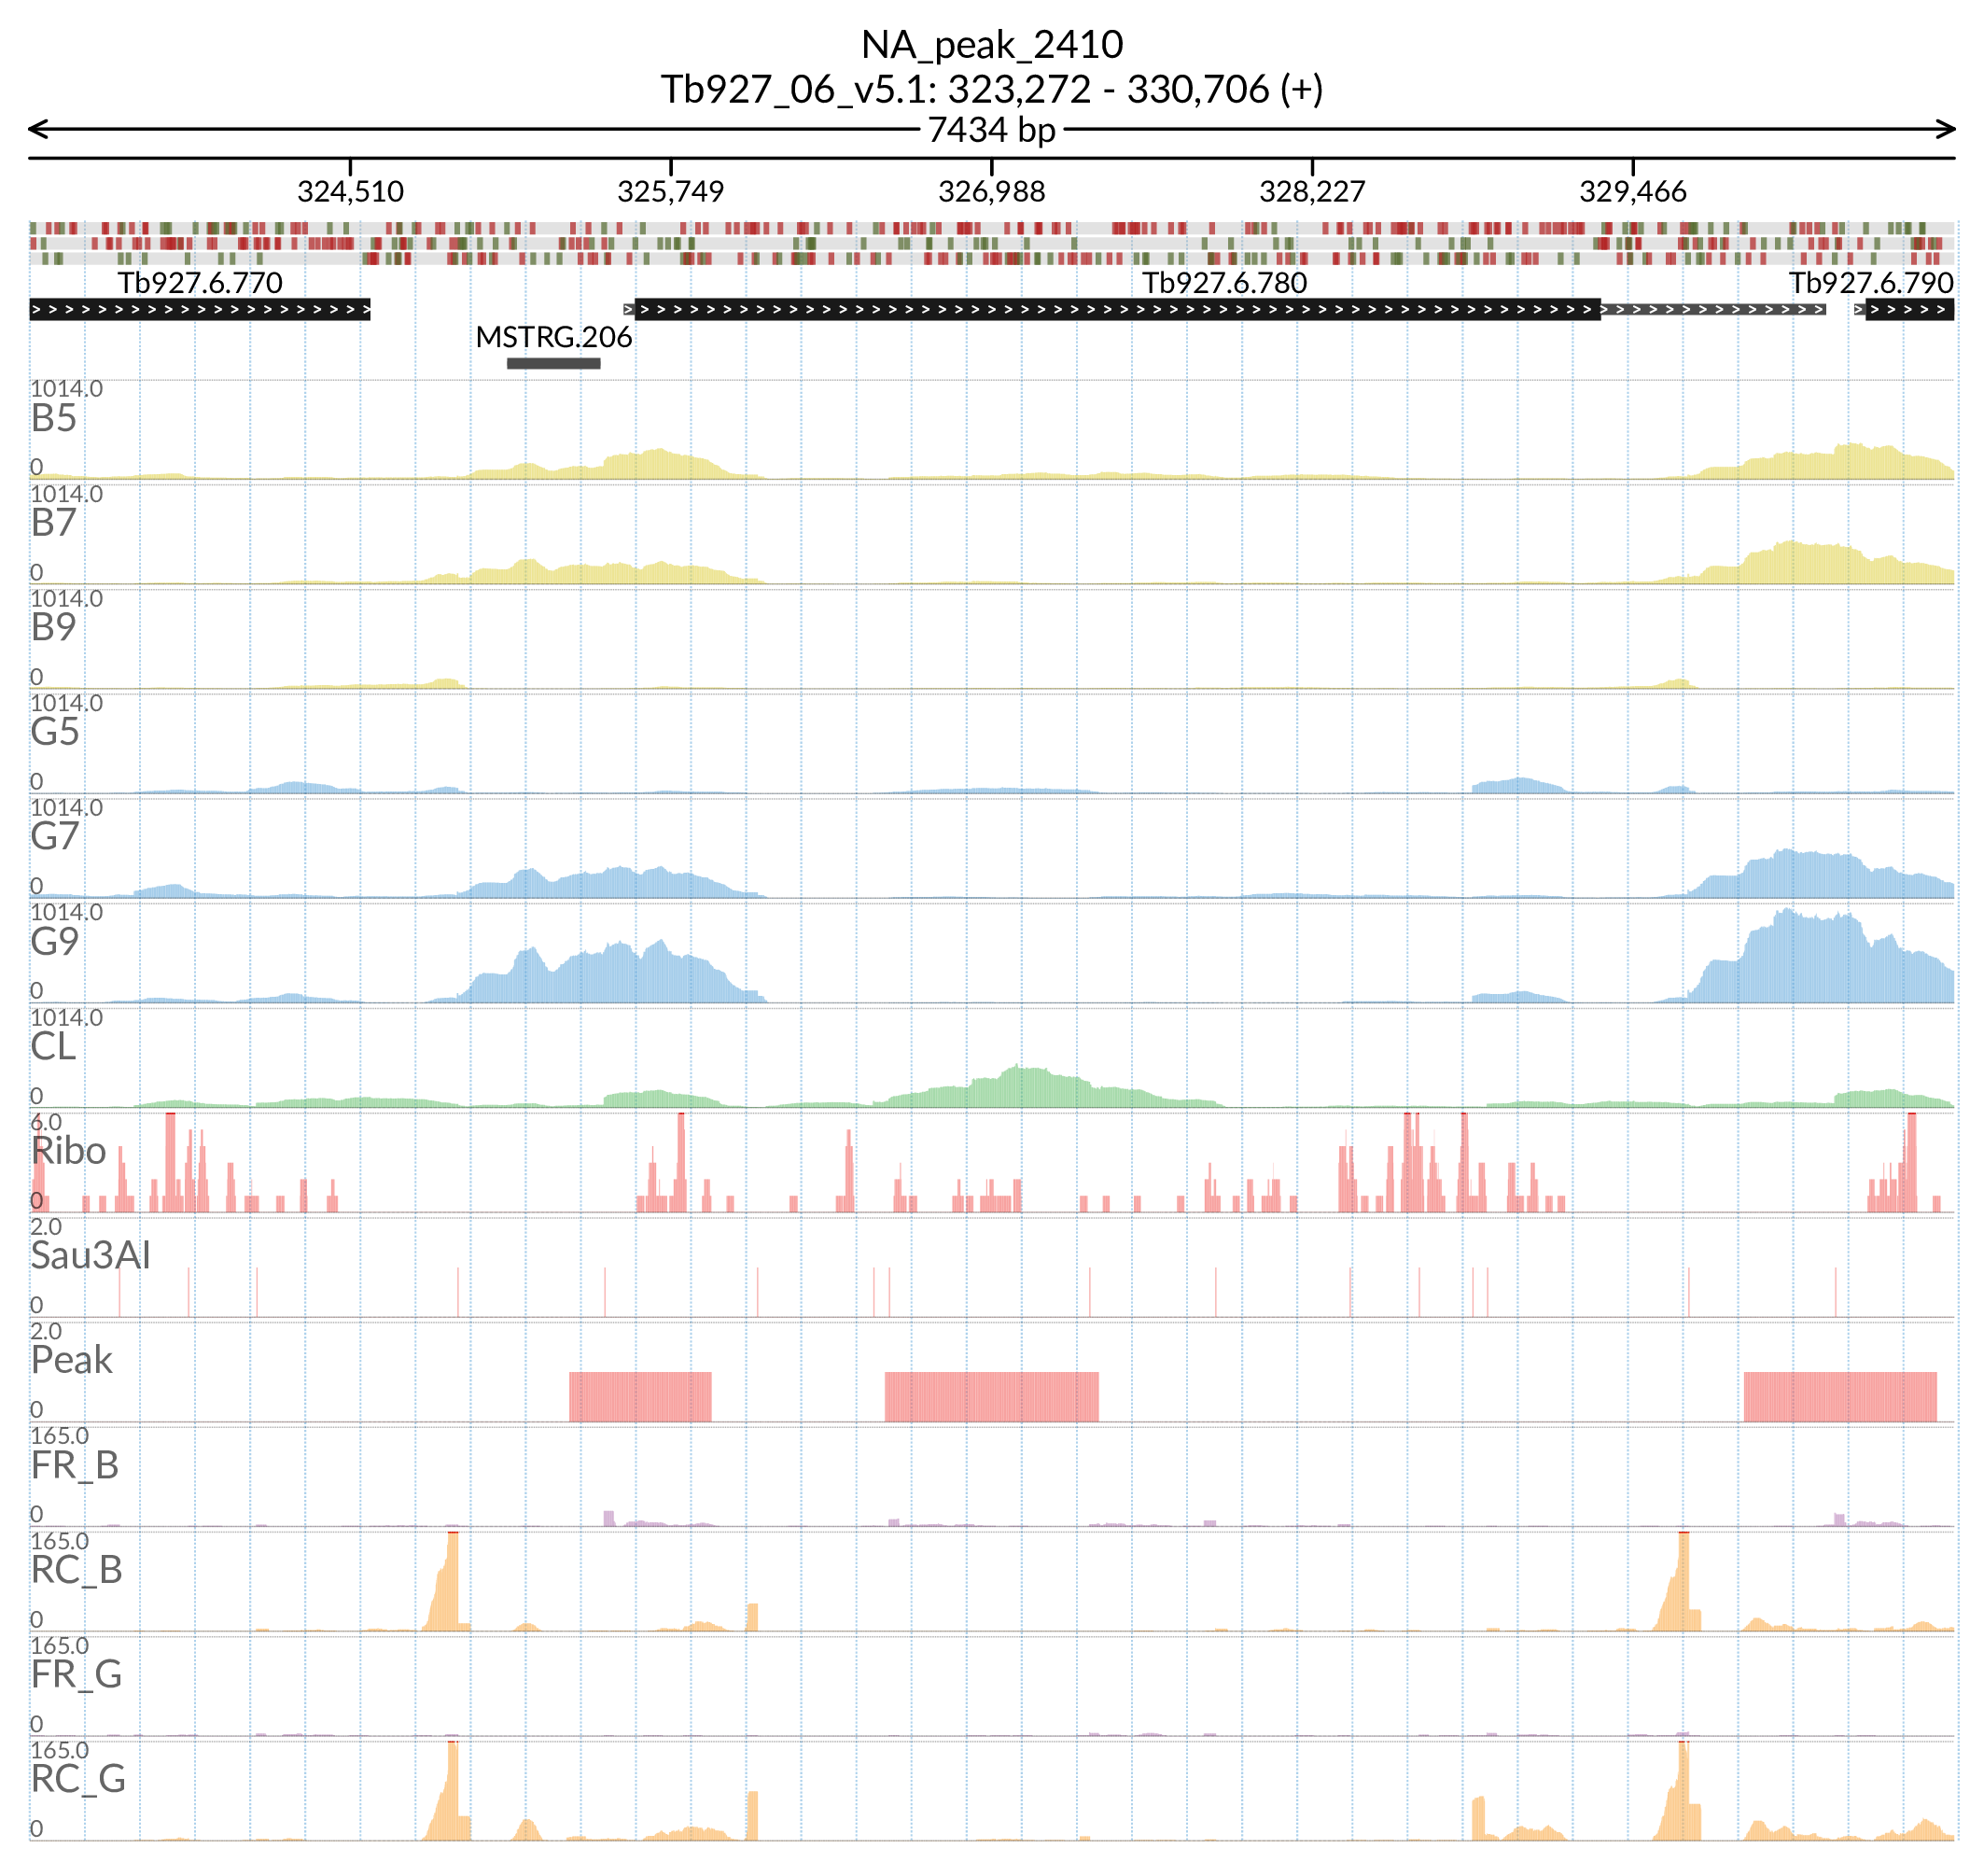 NA_peak_2410
Tb927_06_v5.1: 323,272 - 330,706 (+)
7434 bp
324,510 325,749 326,988 328,227 329,466
Tb927.6.770 Tb927.6.780 Tb927.6.790
MSTRG.206
1014.0
B5
0
1014.0
B7
0
1014.0
B9
0
1014.0
G5
0
1014.0
G7
0
1014.0
G9
0
1014.0
CL
0
6.0
Ribo
0
2.0
Sau3AI
0
2.0
Peak
0
165.0
FR_B
0
165.0
RC_B
0
165.0
FR_G
0
165.0
RC_G
0